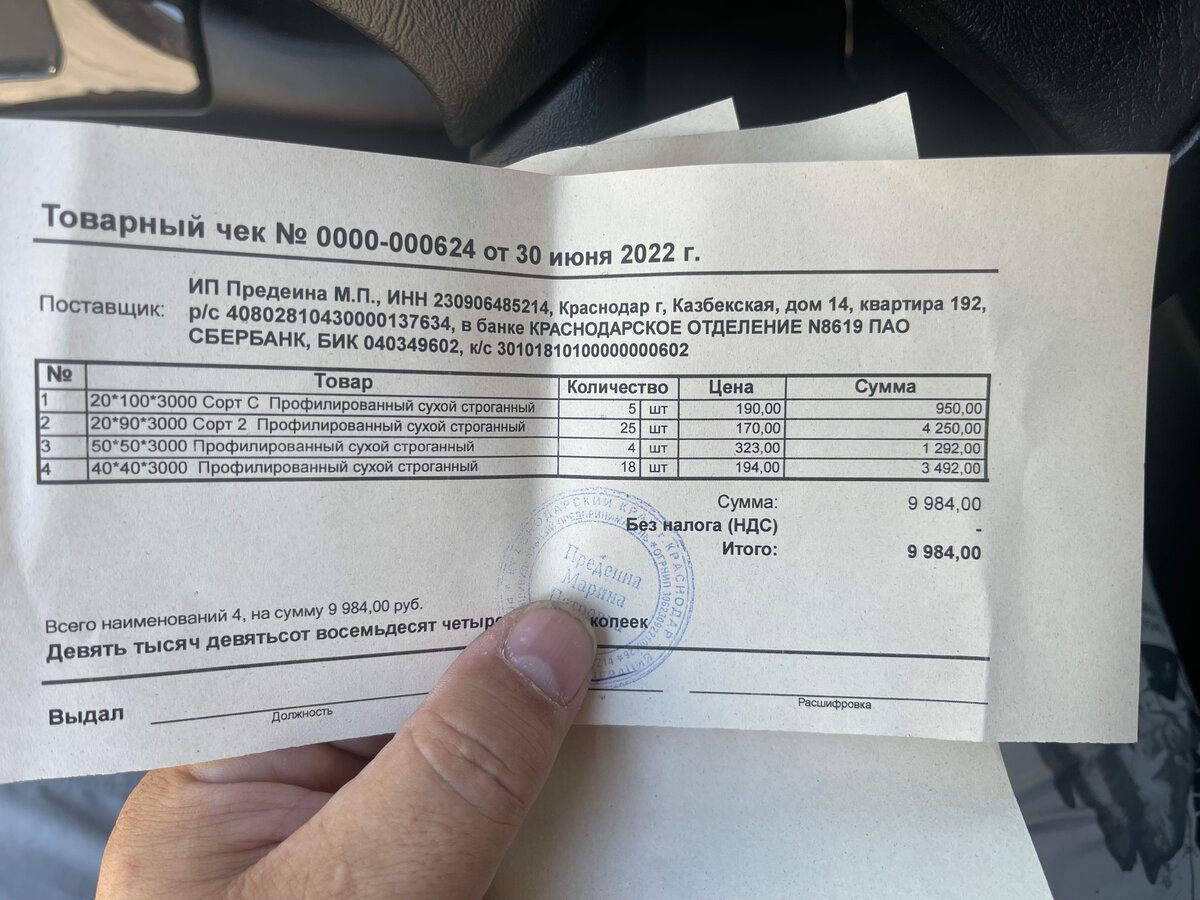 Товарный чек № 0000-000624 от 30 июня 2022 г.
Поставщик: ИП Предеина М.П., ИНН 230906485214, Краснодар г, Казбекская, дом 14, квартира 192,
р/с 40802810430000137634, в банке КРАСНОДАРСКОЕ ОТДЕЛЕНИЕ N8619 ПАО
СБЕРБАНК, БИК 040349602, к/с 30101810100000000602
№ Товар Количество Цена Сумма
1 20*100*3000 Сорт С Профилированный сухой строганный 5 шт 190,00 950,00
2 20*90*3000 Сорт 2 Профилированный сухой строганный 25 шт 170,00 4 250,00
3 50*50*3000 Профилированный сухой строганный 4 шт 323,00 1 292,00
4 40*40*3000 Профилированный сухой строганный 18 шт 194,00 3 492,00
Сумма: 9 984,00
Без налога (НДС) -
Итого: 9 984,00
Предеина
Марина
Всего наименований 4, на сумму 9 984,00 руб.
Девять тысяч девятьсот восемьдесят копеек
Выдал
Должность
Расшифровка